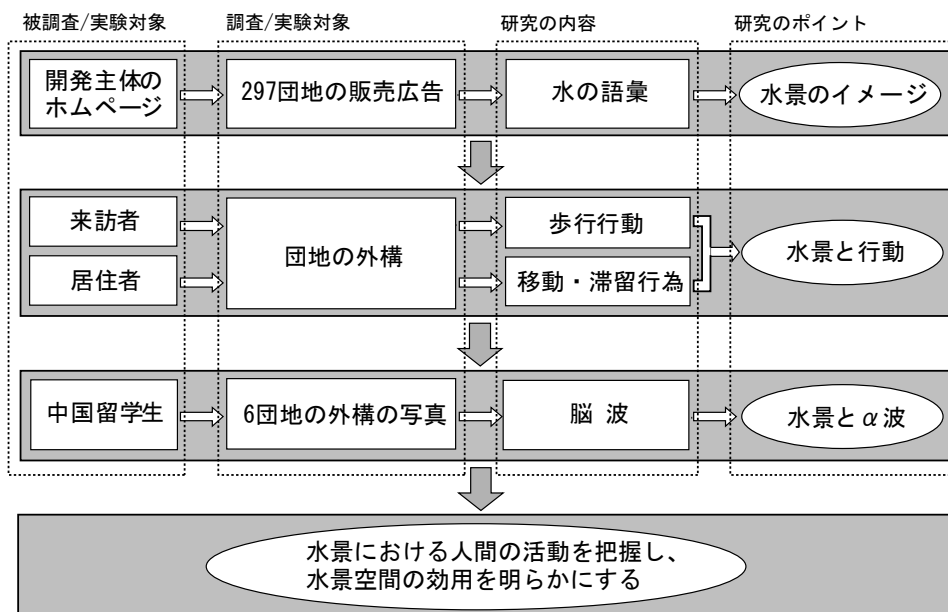 被調査/実験対象
調査/実験対象
研究の内容
研究のポイント
開発主体の
ホームページ
297団地の販売広告
水の語彙
水景のイメージ
来訪者
居住者
団地の外構
歩行行動
移動・滞留行為
水景と行動
中国留学生
6団地の外構の写真
脳 波
水景とα波
水景における人間の活動を把握し、
水景空間の効用を明らかにする